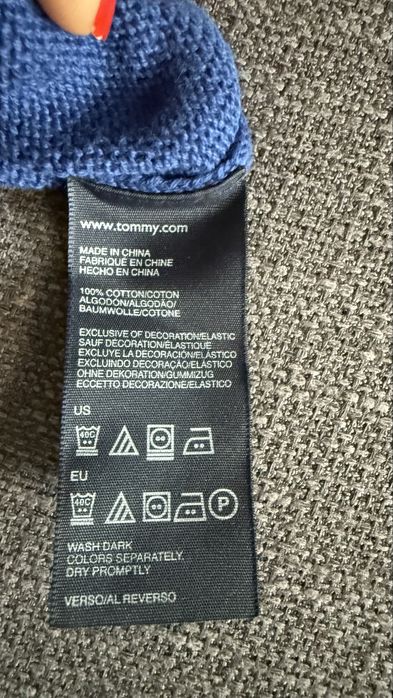 www.tommy.com
MADE IN CHINA
FABRIQUÉ EN CHINE
HECHO EN CHINA
100% COTTON/COTON
ALGODÓN/ALGODÃO/
BAUMWOLLE/COTONE
EXCLUSIVE OF DECORATION/ELASTIC
SAUF DÉCORATION/ÉLASTIQUE
EXCLUYE LA DECORACIÓN/ELÁSTICO
EXCLUINDO DECORAÇÃO/ELÁSTICO
OHNE DEKORATION/GUMMIZUG
ECCETTO DECORAZIONE/ELASTICO
US
40C
EU
40C P
WASH DARK
COLORS SEPARATELY
DRY PROMPTLY
VERSO/AL REVERSO